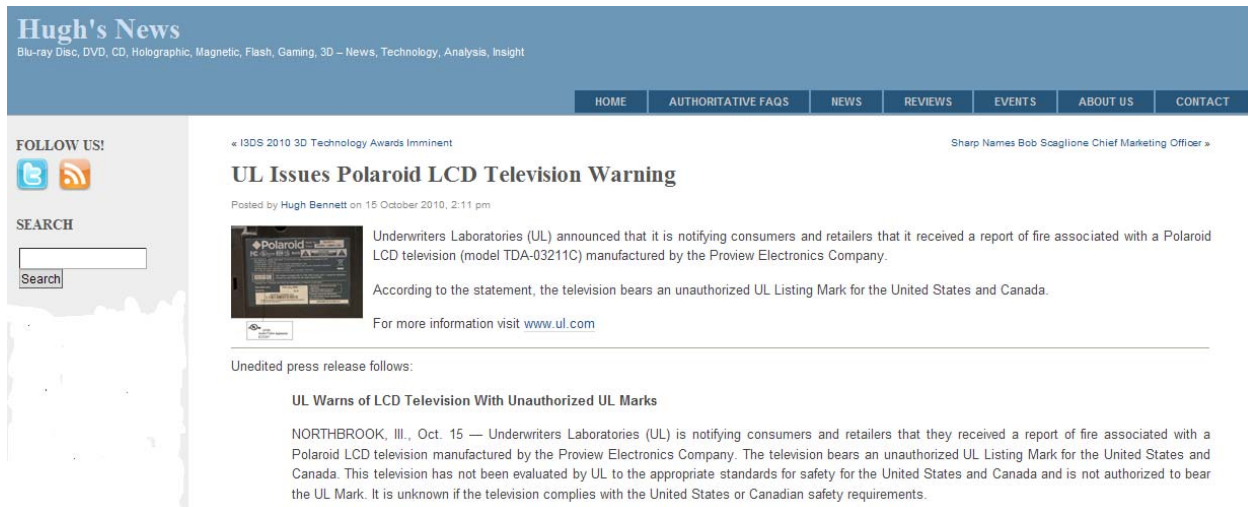 Hugh's News
Blu-ray Disc, DVD, CD, Holographic, Magnetic, Flash, Gaming, 3D – News, Technology, Analysis, Insight
HOME AUTHORITATIVE FAQS NEWS REVIEWS EVENTS ABOUT US CONTACT
FOLLOW US!
SEARCH
Search
« I3DS 2010 3D Technology Awards Imminent
Sharp Names Bob Scaglione Chief Marketing Officer »
UL Issues Polaroid LCD Television Warning
Posted by Hugh Bennett on 15 October 2010, 2:11 pm
Polaroid
Underwriters Laboratories (UL) announced that it is notifying consumers and retailers that it received a report of fire associated with a Polaroid
LCD television (model TDA-03211C) manufactured by the Proview Electronics Company.
According to the statement, the television bears an unauthorized UL Listing Mark for the United States and Canada.
For more information visit www.ul.com
Unedited press release follows:
UL Warns of LCD Television With Unauthorized UL Marks
NORTHBROOK, Ill., Oct. 15 — Underwriters Laboratories (UL) is notifying consumers and retailers that they received a report of fire associated with a
Polaroid LCD television manufactured by the Proview Electronics Company. The television bears an unauthorized UL Listing Mark for the United States and
Canada. This television has not been evaluated by UL to the appropriate standards for safety for the United States and Canada and is not authorized to bear
the UL Mark. It is unknown if the television complies with the United States or Canadian safety requirements.